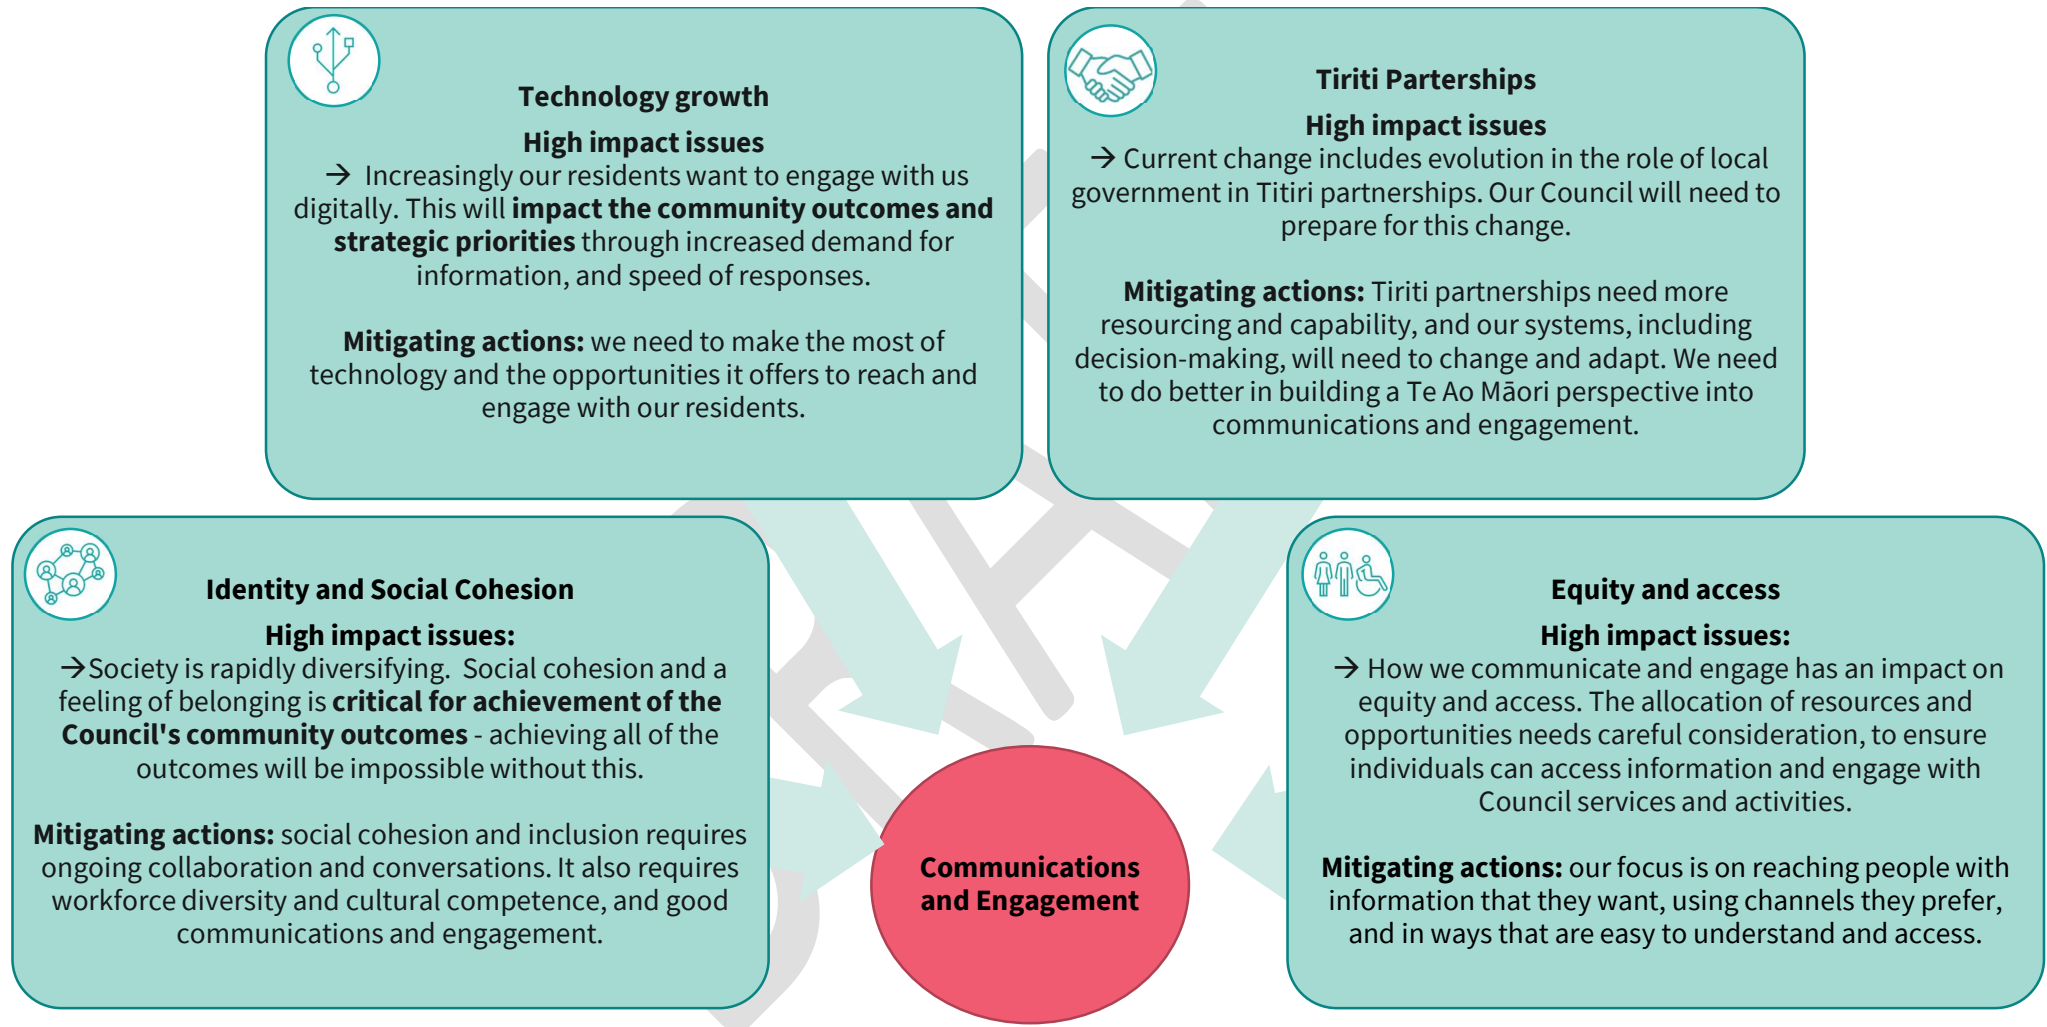 Technology growth
High impact issues
→ Increasingly our residents want to engage with us
digitally. This will impact the community outcomes and
strategic priorities through increased demand for
information, and speed of responses.
Mitigating actions: we need to make the most of
technology and the opportunities it offers to reach and
engage with our residents.
Tiriti Parterships
High impact issues
→ Current change includes evolution in the role of local
government in Titiri partnerships. Our Council will need to
prepare for this change.
Mitigating actions: Tiriti partnerships need more
resourcing and capability, and our systems, including
decision-making, will need to change and adapt. We need
to do better in building a Te Ao Māori perspective into
communications and engagement.
Identity and Social Cohesion
High impact issues:
→Society is rapidly diversifying.  Social cohesion and a
feeling of belonging is critical for achievement of the
Council's community outcomes - achieving all of the
outcomes will be impossible without this.
Mitigating actions: social cohesion and inclusion requires
ongoing collaboration and conversations. It also requires
workforce diversity and cultural competence, and good
communications and engagement.
Equity and access
High impact issues:
→ How we communicate and engage has an impact on
equity and access. The allocation of resources and
opportunities needs careful consideration, to ensure
individuals can access information and engage with
Council services and activities.
Mitigating actions: our focus is on reaching people with
information that they want, using channels they prefer,
and in ways that are easy to understand and access.
Communications
and Engagement